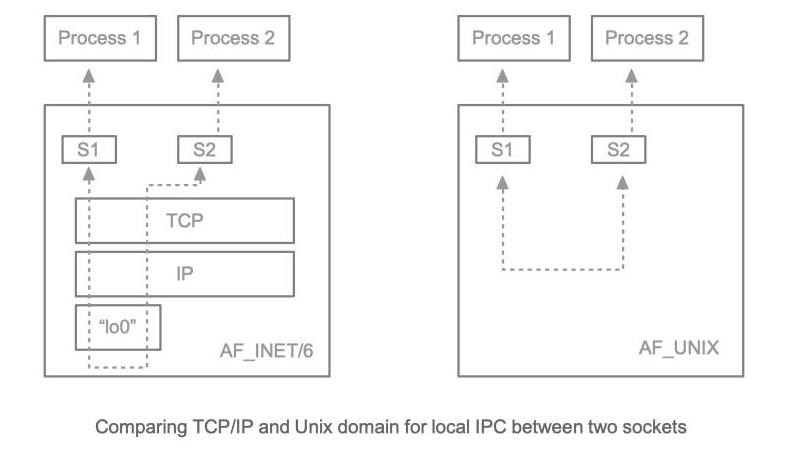 Process 1
Process 2
S1
S2
TCP
IP
“lo0”
AF_INET/6
Process 1
Process 2
S1
S2
AF_UNIX
Comparing TCP/IP and Unix domain for local IPC between two sockets